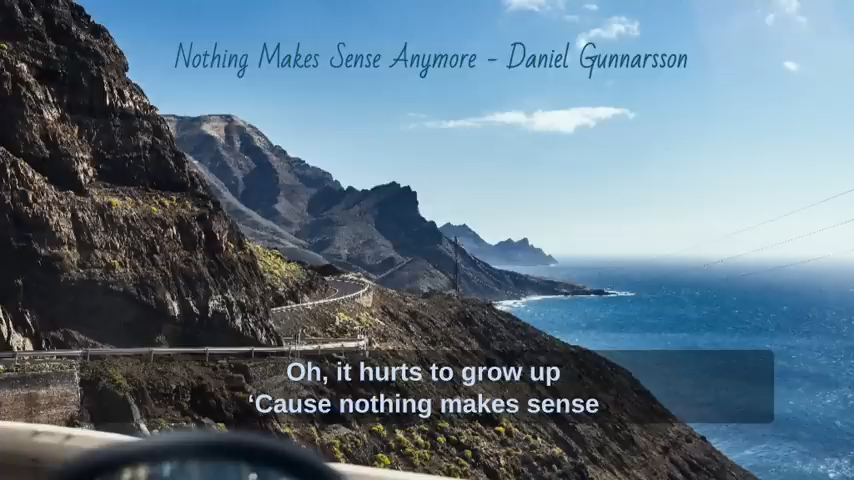 Nothing Makes Sense Anymore - Daniel Gunnarsson
Oh, it hurts to grow up
‘Cause nothing makes sense